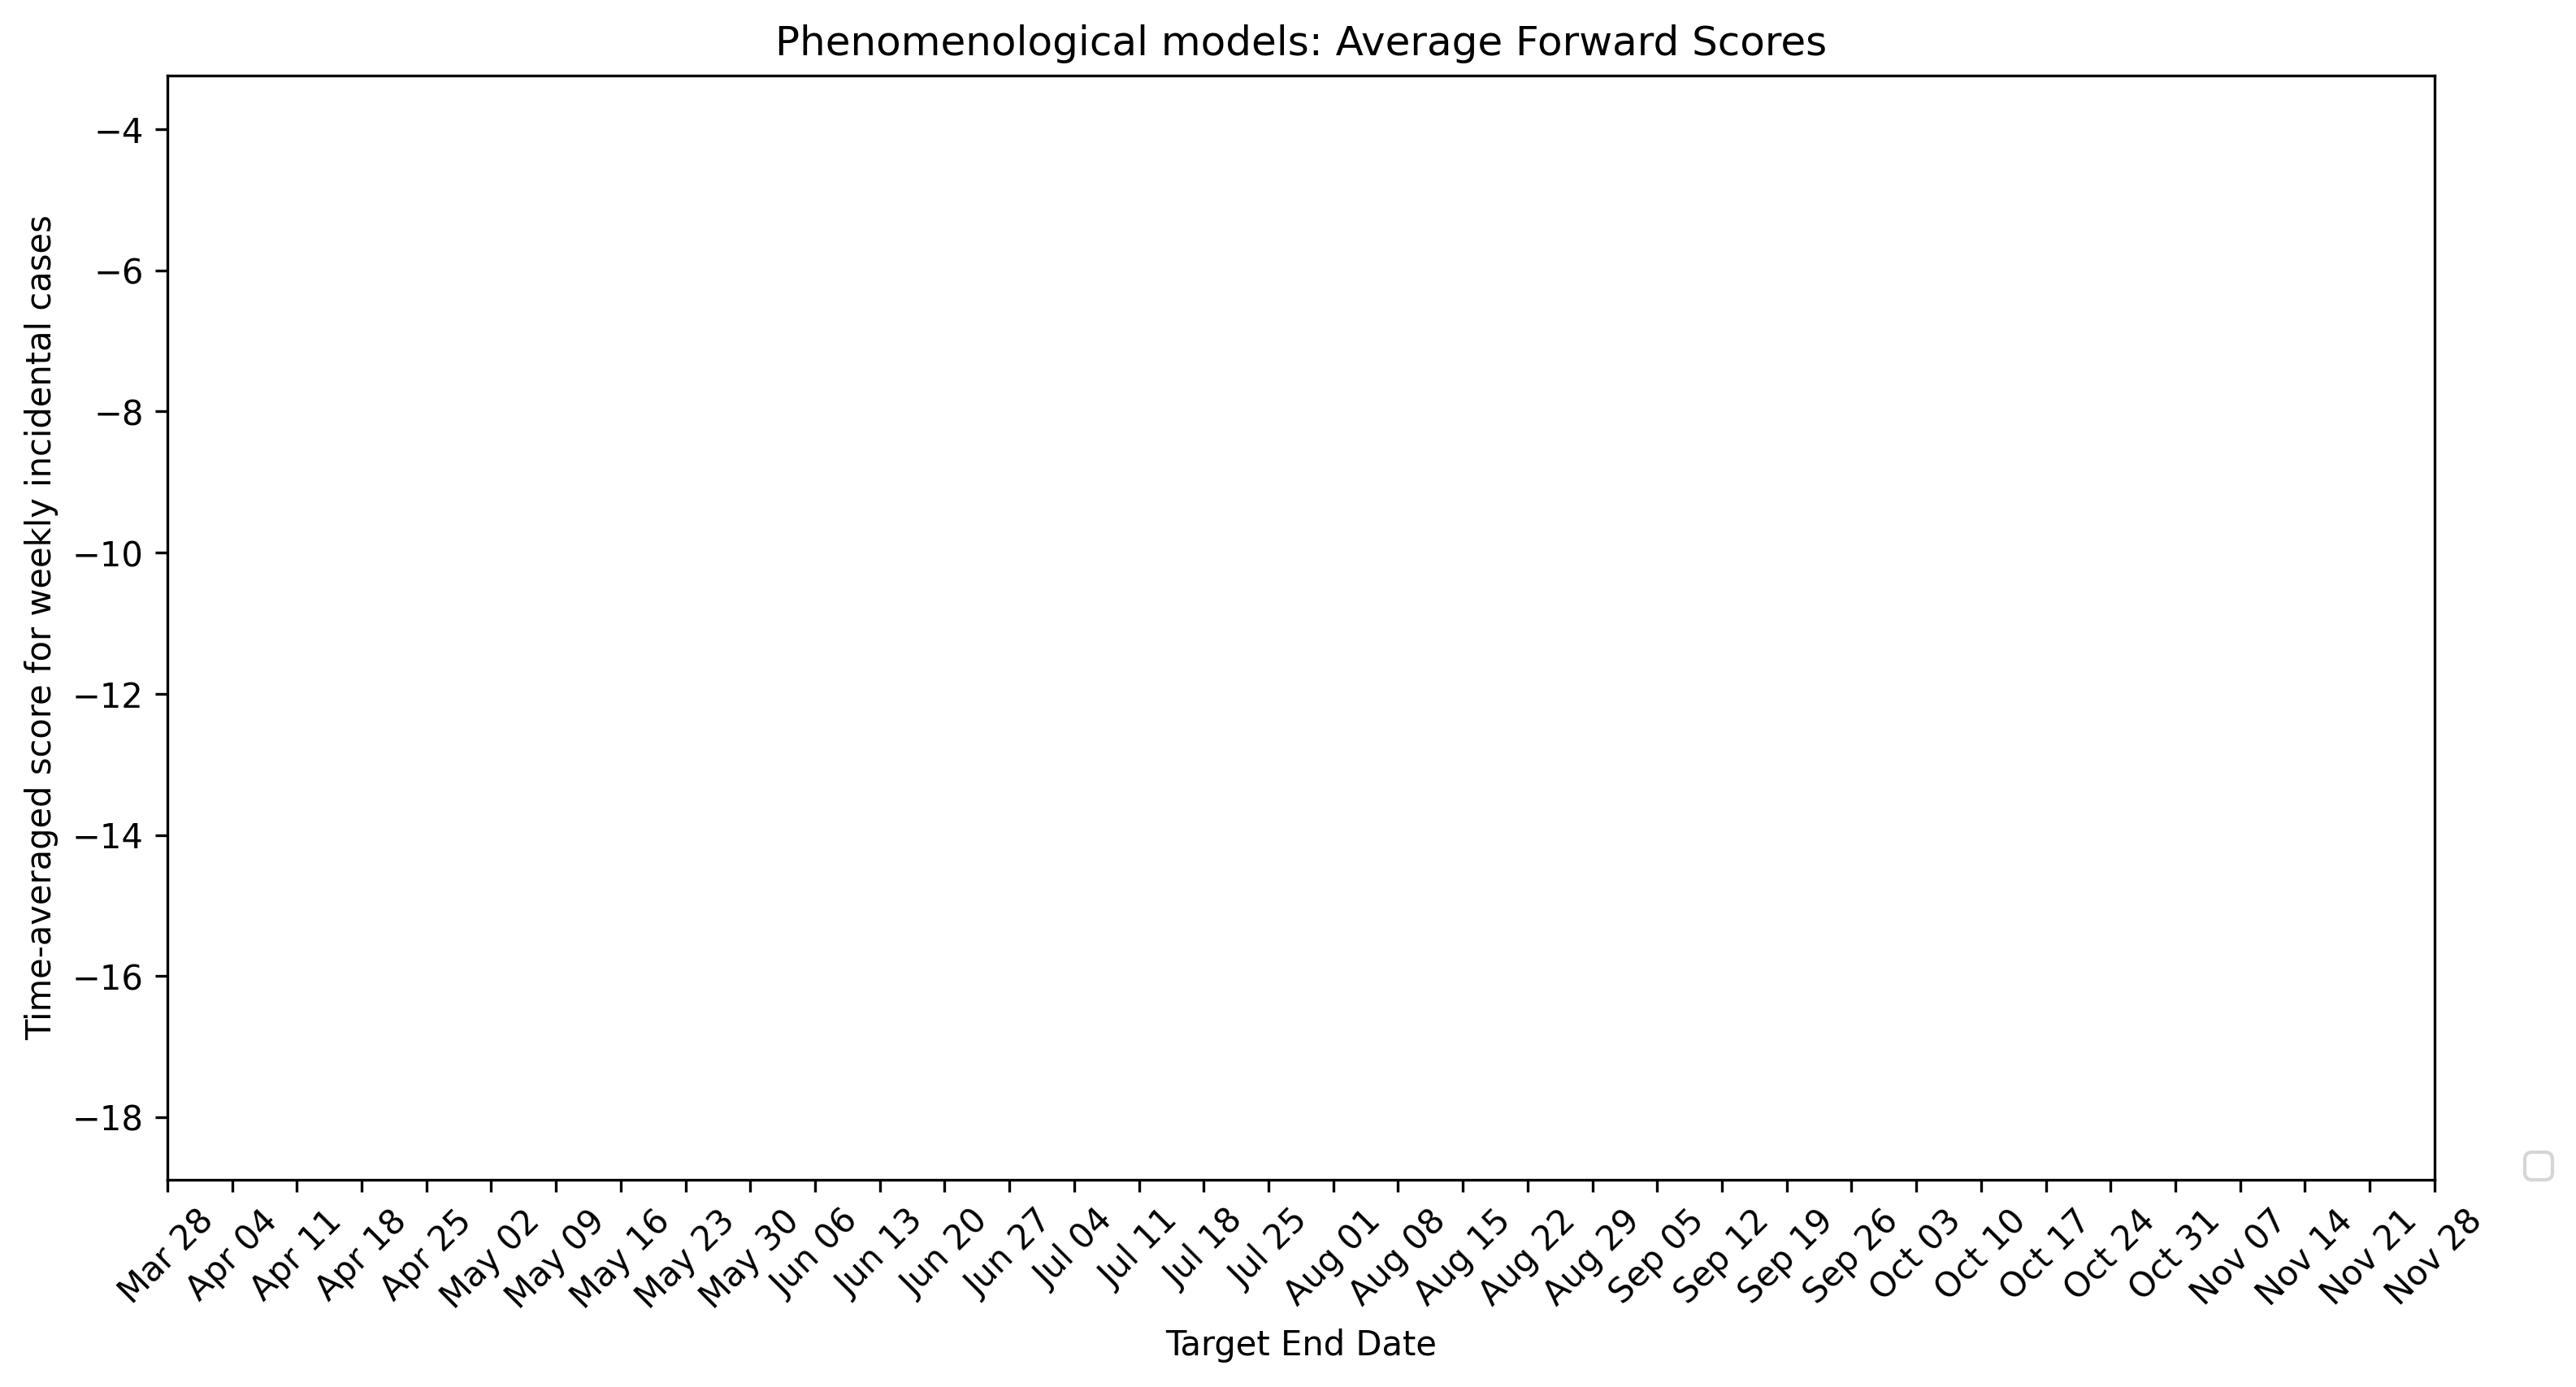 Phenomenological models: Average Forward Scores
Time-averaged score for weekly incidental cases
−4
−6
−8
−10
−12
−14
−16
−18
Mar 28
Apr 04
Apr 11
Apr 18
Apr 25
May 02
May 09
May 16
May 23
May 30
Jun 06
Jun 13
Jun 20
Jun 27
Jul 04
Jul 11
Jul 18
Jul 25
Aug 01
Aug 08
Aug 15
Aug 22
Aug 29
Sep 05
Sep 12
Sep 19
Sep 26
Oct 03
Oct 10
Oct 17
Oct 24
Oct 31
Nov 07
Nov 14
Nov 21
Nov 28
Target End Date